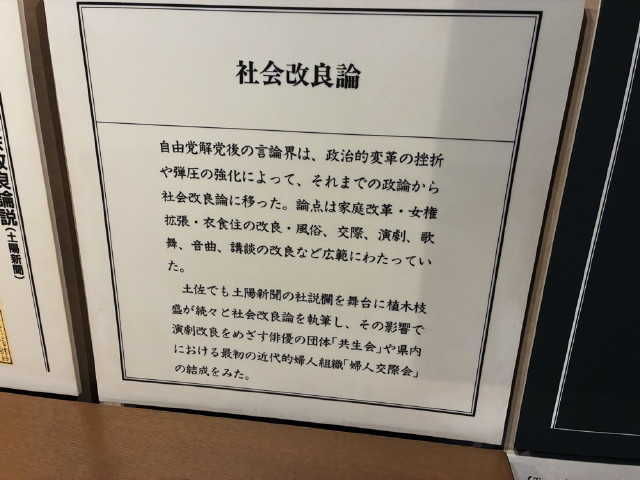 社会改良論
自由党解党後の言論界は、政治的変革の挫折
や弾圧の強化によって、それまでの政論から
社会改良論に移った。論点は家庭改革・女権
拡張・衣食住の改良・風俗、交際、演劇、歌
舞、音曲、講談の改良など広範にわたってい
た。
土佐でも土陽新聞の社説欄を舞台に植木枝
盛が続々と社会改良論を執筆し、その影響で
演劇改良をめざす俳優の団体「共生会」や県内
における最初の近代的婦人組織「婦人交際会」
の結成をみた。
改良論説(土陽新聞)